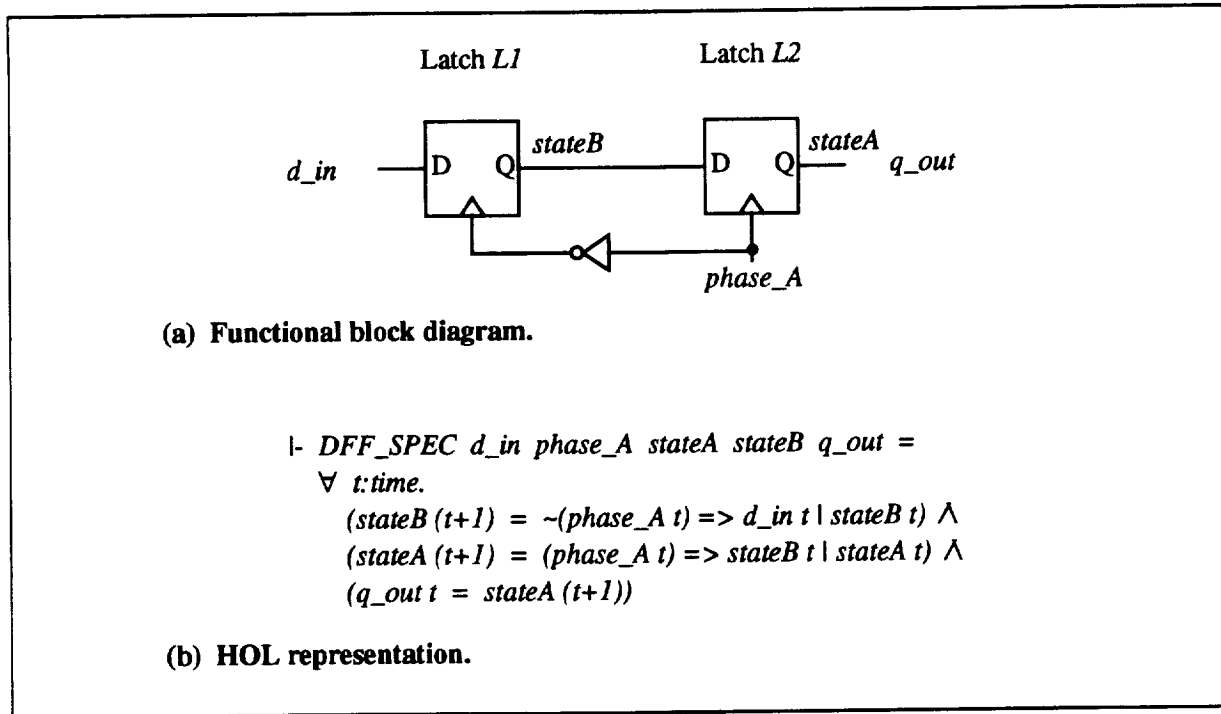 Latch L1 Latch L2
d_in D Q stateB D Q stateA q_out
phase_A
(a) Functional block diagram.
|- DFF_SPEC d_in phase_A stateA stateB q_out =
∀ t:time.
(stateB (t+1) = ~(phase_A t) => d_in t | stateB t) ∧
(stateA (t+1) = (phase_A t) => stateB t | stateA t) ∧
(q_out t = stateA (t+1))
(b) HOL representation.